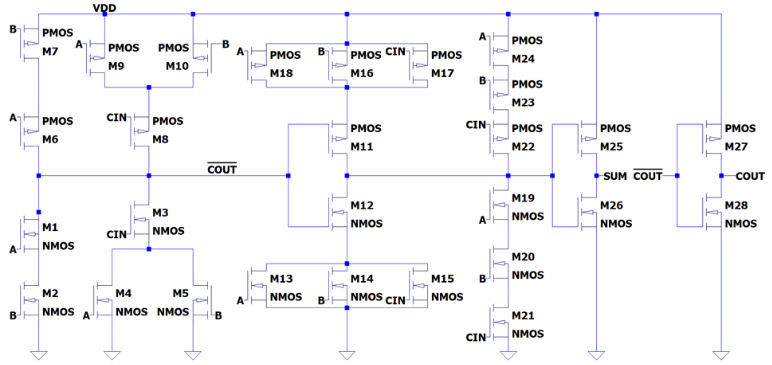 VDD
B
M7
PMOS
A
M9
PMOS
M10
PMOS
B
A
M18
PMOS
B
M16
PMOS
CIN
M17
PMOS
A
M24
PMOS
B
M23
PMOS
A
M6
PMOS
CIN
M8
PMOS
M11
PMOS
CIN
M22
PMOS
M25
PMOS
M27
PMOS
COUT
SUM
COUT
COUT
M1
NMOS
A
M3
NMOS
CIN
M12
NMOS
M19
NMOS
A
M26
NMOS
M28
NMOS
M2
NMOS
B
M4
NMOS
A
M5
NMOS
B
M13
NMOS
A
M14
NMOS
B
M15
NMOS
CIN
M20
NMOS
B
M21
NMOS
CIN